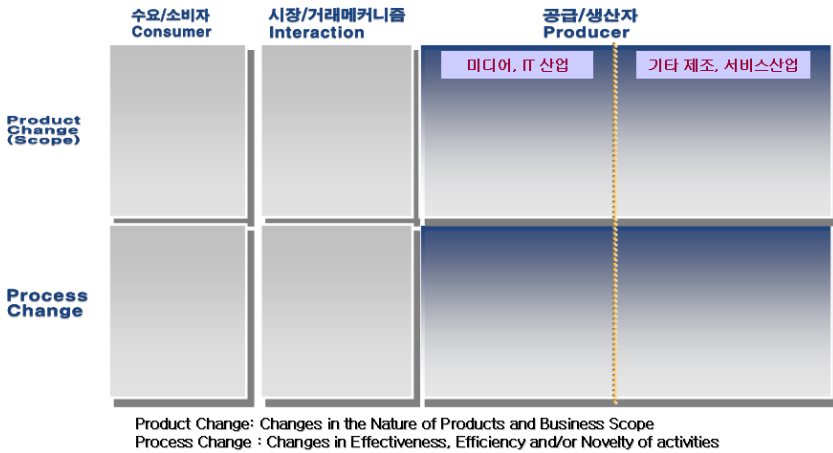 수요/소비자
Consumer
시장/거래메커니즘
Interaction
공급/생산자
Producer
미디어, IT 산업
기타 제조, 서비스산업
Product
Change
(Scope)
Process
Change
Product Change: Changes in the Nature of Products and Business Scope
Process Change : Changes in Effectiveness, Efficiency and/or Novelty of activities